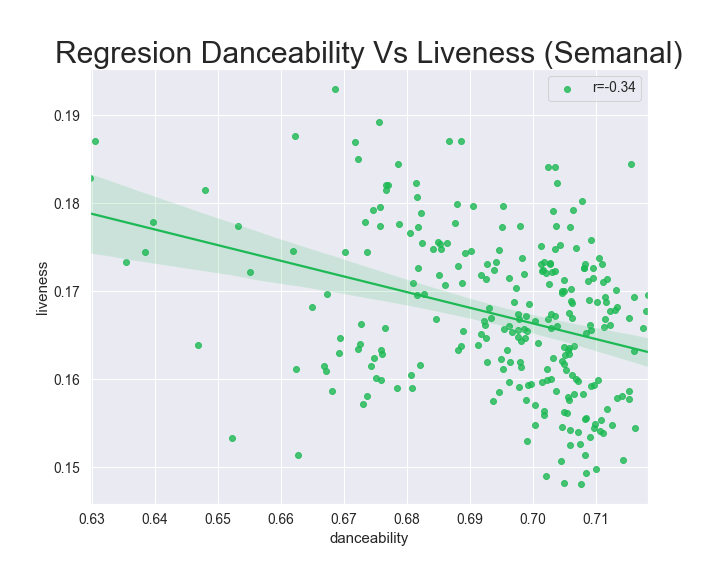 Regresion Danceability Vs Liveness (Semanal)
r=-0.34
0.19
0.18
0.17
0.16
0.15
liveness
0.63 0.64 0.65 0.66 0.67 0.68 0.69 0.70 0.71
danceability